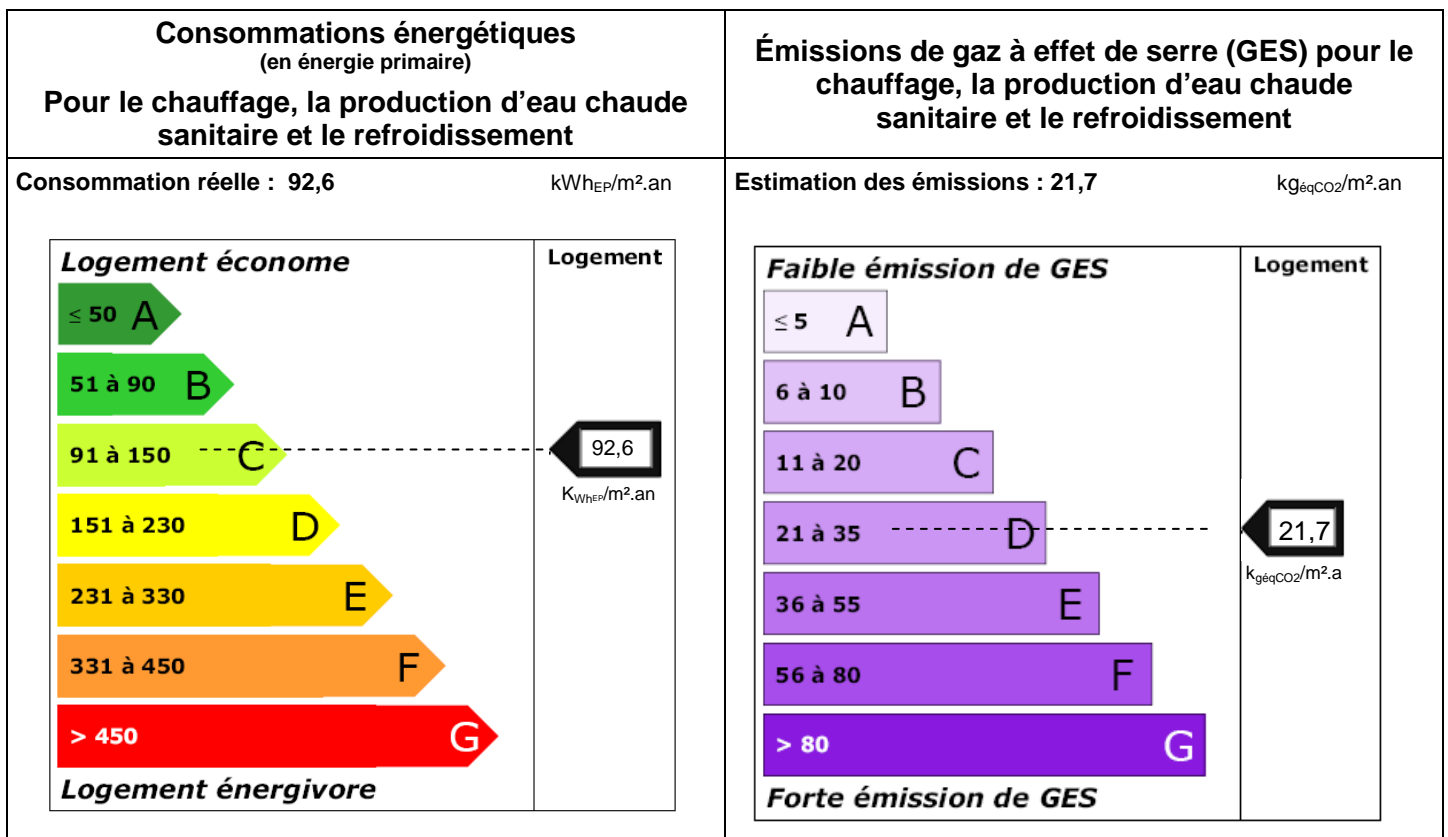 Consommations énergétiques
(en énergie primaire)
Pour le chauffage, la production d’eau chaude
sanitaire et le refroidissement
Émissions de gaz à effet de serre (GES) pour le
chauffage, la production d’eau chaude
sanitaire et le refroidissement
Consommation réelle : 92,6 kWhEP/m².an
Estimation des émissions : 21,7 kgéqCO2/m².an
Logement économe
Logement
≤ 50 A
51 à 90 B
91 à 150 C
92,6
KWhEP/m².an
151 à 230 D
231 à 330 E
331 à 450 F
> 450 G
Logement énergivore
Faible émission de GES
Logement
≤ 5 A
6 à 10 B
11 à 20 C
21 à 35 D
21,7
kgéqCO2/m².a
36 à 55 E
56 à 80 F
> 80 G
Forte émission de GES